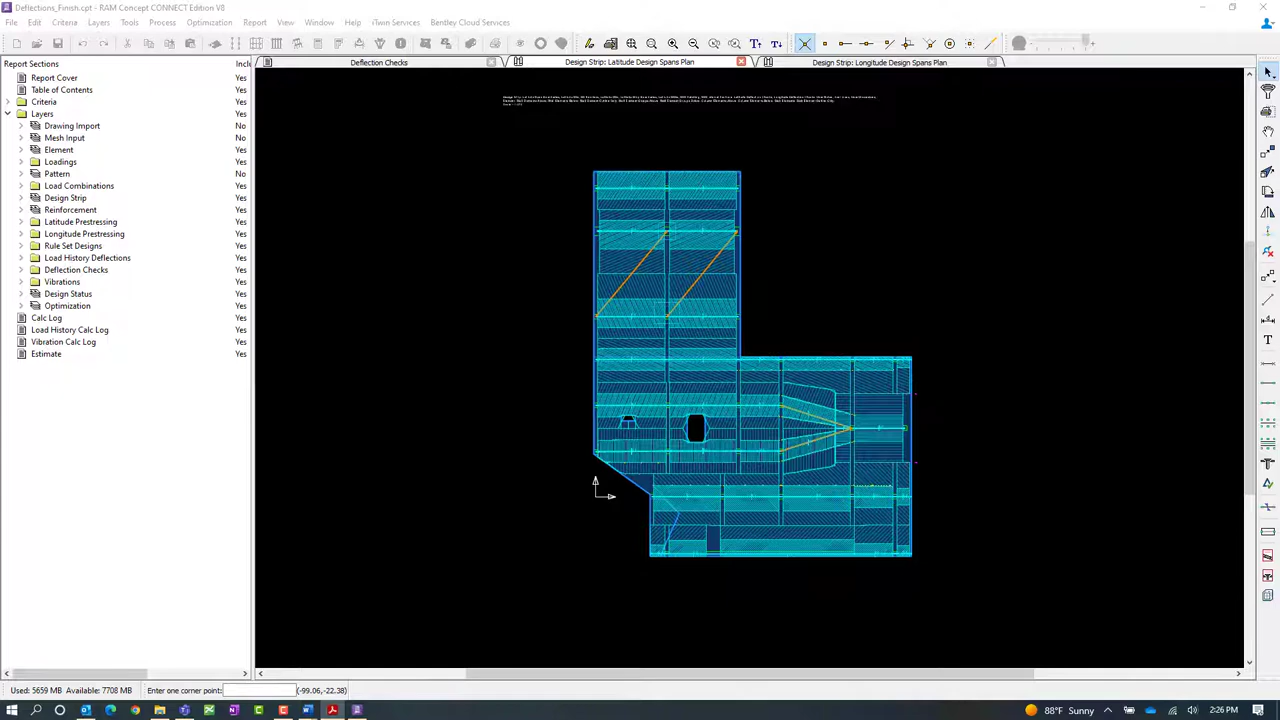 Deflections_Finish.cpt - RAM Concept CONNECT Edition V8
File Edit Criteria Layers Tools Process Optimization Report View Window Help iTwin Services Bentley Cloud Services
Report Sections Inclu
Deflection Checks
Design Strip: Latitude Design Spans Plan
Design Strip: Longitude Design Spans Plan
Report Cover Yes
Table of Contents Yes
Criteria Yes
Layers Yes
Drawing Import No
Mesh Input No
Element Yes
Loadings Yes
Pattern No
Load Combinations Yes
Design Strip Yes
Reinforcement Yes
Latitude Prestressing Yes
Longitude Prestressing Yes
Rule Set Designs Yes
Load History Deflections Yes
Deflection Checks Yes
Vibrations Yes
Design Status Yes
Optimization Yes
Calc Log Yes
Load History Calc Log Yes
Vibration Calc Log Yes
Estimate Yes
Used: 5659 MB Available: 7708 MB Enter one corner point: (-99.06,-22.38)
88°F Sunny 2:26 PM